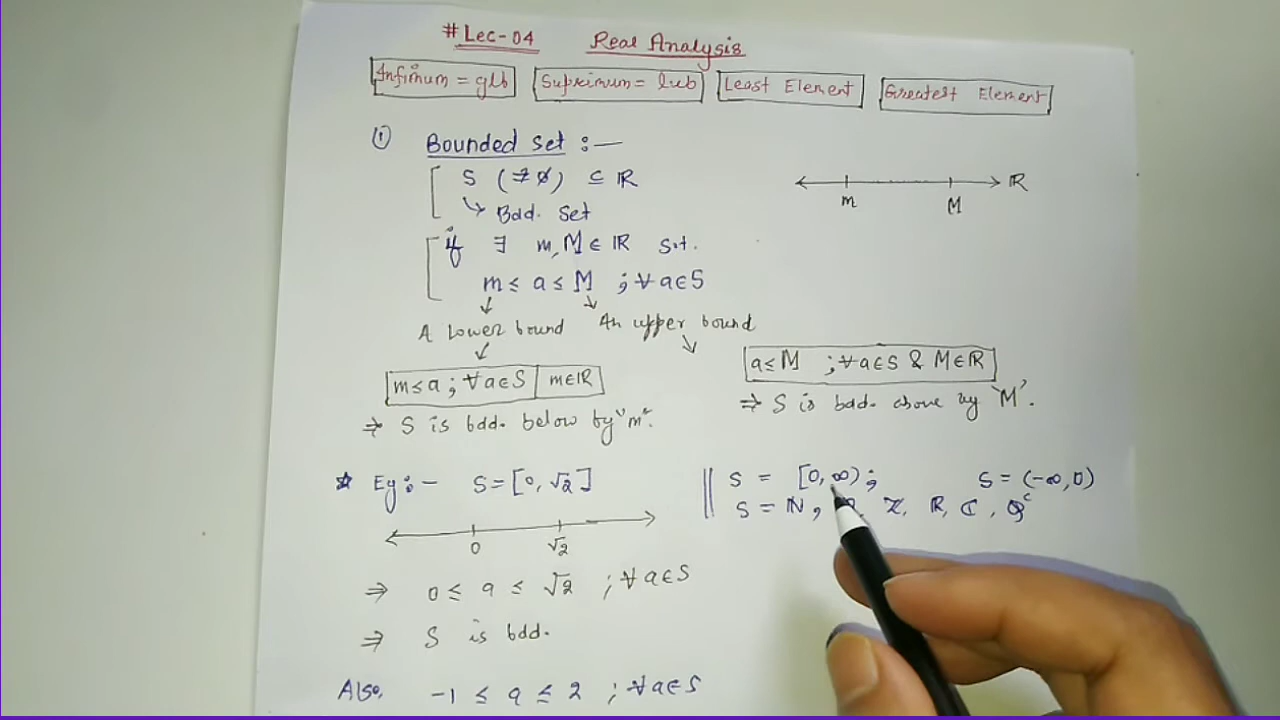 #Lec-04 Real Analysis
Infimum = glb Suprimum = lub Least Element Greatest Element
① Bounded set :—
S (≠ ∅) ⊆ ℝ
↳ Bdd. Set
if ∃ m, M ∈ ℝ s.t.
m ≤ a ≤ M ; ∀ a∈S
A lower bound An upper bound
m ≤ a ; ∀ a∈S m∈ℝ
⇒ S is bdd. below by "m".
ℝ
m M
a ≤ M ; ∀ a∈S & M∈ℝ
⇒ S is bdd. above by 'M'.
☆ Eg:- S = [0, √2]
0 √2
⇒ 0 ≤ a ≤ √2 ; ∀ a∈S
⇒ S is bdd.
Also, -1 ≤ a ≤ 2 ; ∀ a∈S
S = [0, ∞) ; S = (-∞, 0)
S = ℕ, ℤ, ℝ, ℂ, ℚᶜ